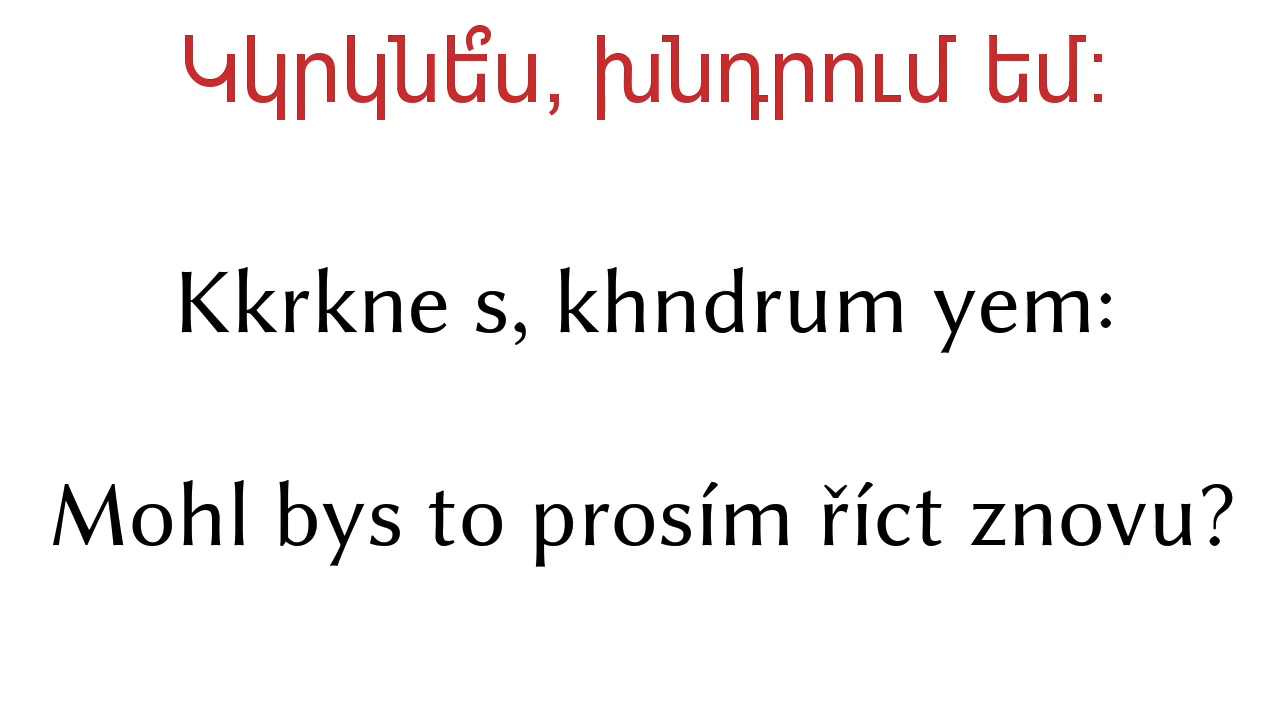 Կկրկնե՞ս, խնդրում եմ:
Kkrkne s, khndrum yem:
Mohl bys to prosím říct znovu?